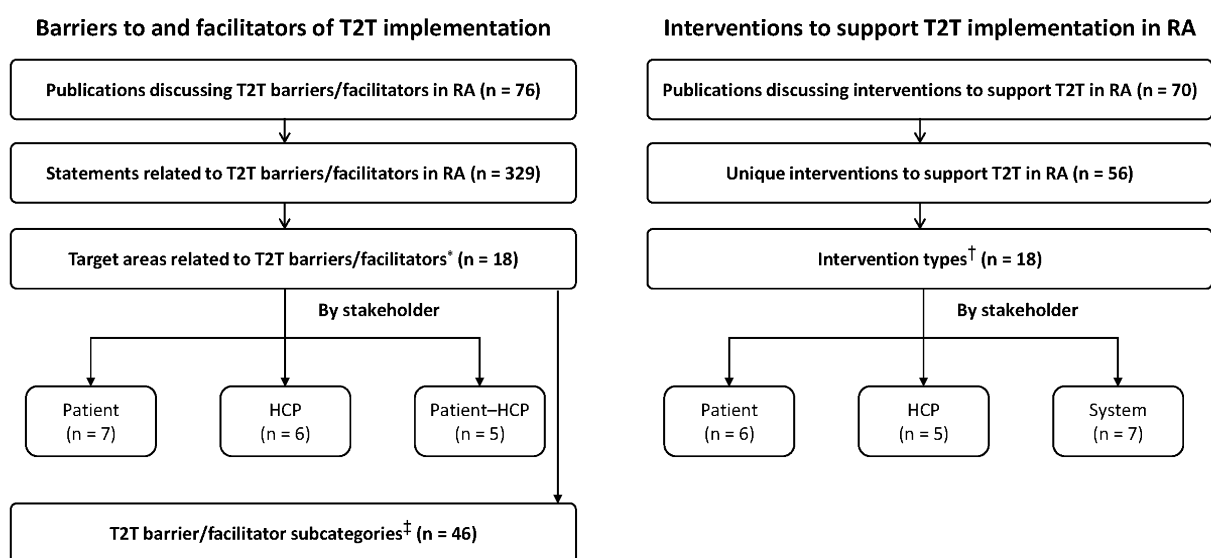 Barriers to and facilitators of T2T implementation
Publications discussing T2T barriers/facilitators in RA (n = 76)
Statements related to T2T barriers/facilitators in RA (n = 329)
Target areas related to T2T barriers/facilitators* (n = 18)
By stakeholder
Patient
(n = 7)
HCP
(n = 6)
Patient–HCP
(n = 5)
T2T barrier/facilitator subcategories‡ (n = 46)
Interventions to support T2T implementation in RA
Publications discussing interventions to support T2T in RA (n = 70)
Unique interventions to support T2T in RA (n = 56)
Intervention types† (n = 18)
By stakeholder
Patient
(n = 6)
HCP
(n = 5)
System
(n = 7)